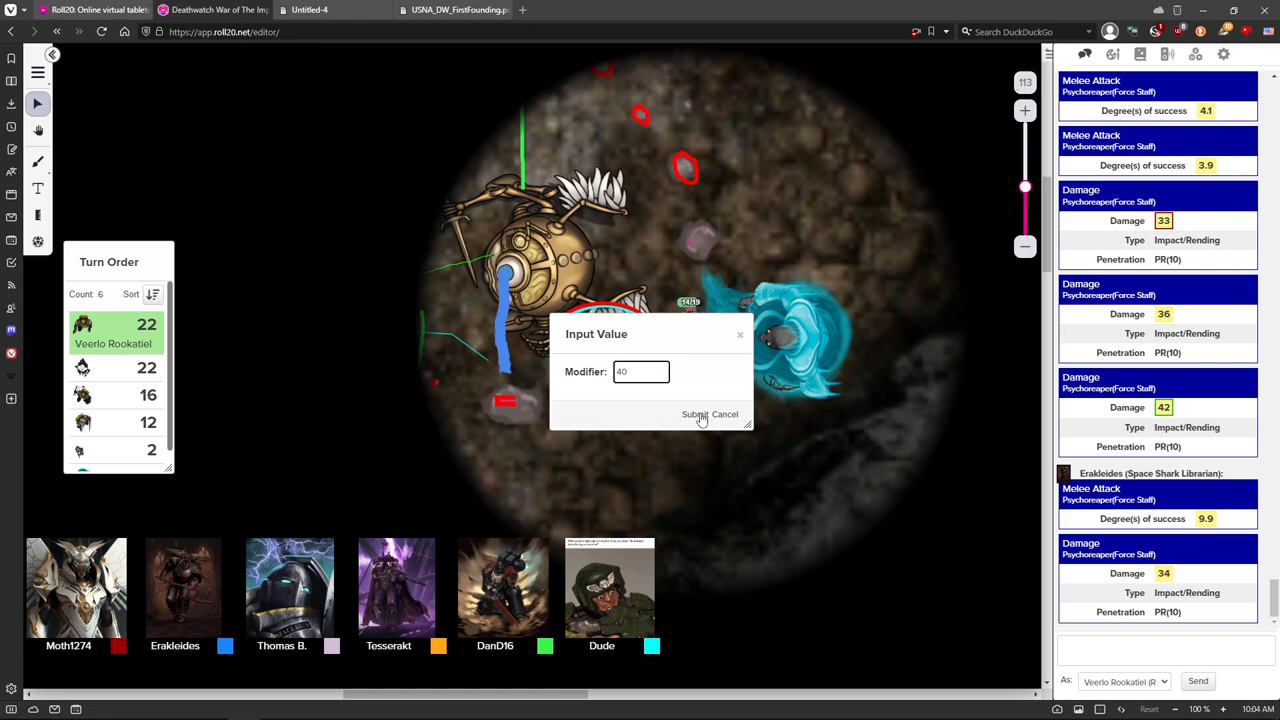 Roll20: Online virtual tablet
Deathwatch War of The Im
Untitled-4
USNA_DW_FirstFounding.p
https://app.roll20.net/editor/
Search DuckDuckGo
113
Turn Order
Count: 6
Sort
22
Veerlo Rookatiel
22
16
12
2
14/19
Input Value
Modifier:
40
Submit
Cancel
Moth1274
Erakleides
Thomas B.
Tesserakt
DanD16
Dude
Melee Attack
Psychoreaper(Force Staff)
Degree(s) of success 4.1
Melee Attack
Psychoreaper(Force Staff)
Degree(s) of success 3.9
Damage
Psychoreaper(Force Staff)
Damage 33
Type Impact/Rending
Penetration PR(10)
Damage
Psychoreaper(Force Staff)
Damage 36
Type Impact/Rending
Penetration PR(10)
Damage
Psychoreaper(Force Staff)
Damage 42
Type Impact/Rending
Penetration PR(10)
Erakleides (Space Shark Librarian):
Melee Attack
Psychoreaper(Force Staff)
Degree(s) of success 9.9
Damage
Psychoreaper(Force Staff)
Damage 34
Type Impact/Rending
Penetration PR(10)
As:
Veerlo Rookatiel (R
Send
Reset
100 %
10:04 AM